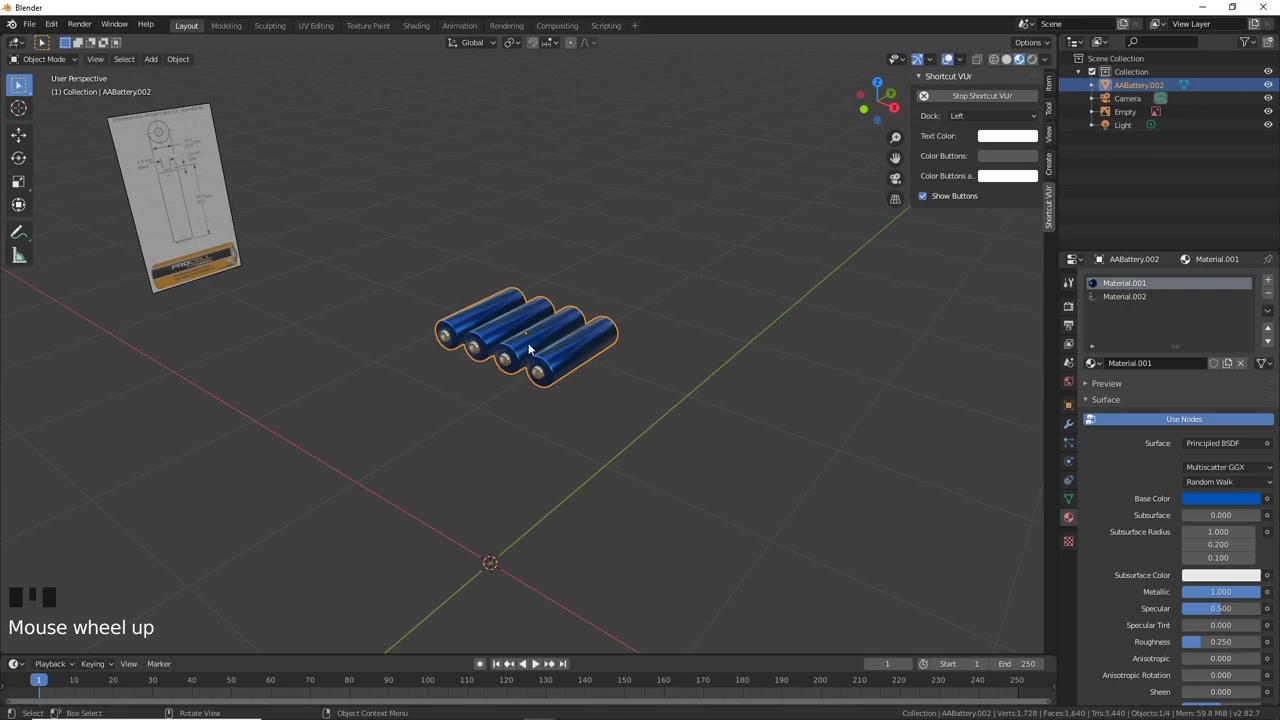 Blender
File Edit Render Window Help
Layout Modeling Sculpting UV Editing Texture Paint Shading Animation Rendering Compositing Scripting +
Scene
View Layer
Global
Options
Object Mode View Select Add Object
User Perspective
(1) Collection | AABattery.002
Z
Y
X
Shortcut VUr
Stop Shortcut VUr
Dock: Left
Text Color:
Color Buttons:
Color Buttons a..
Show Buttons
Item
Tool
View
Create
Shortcut VUr
Scene Collection
Collection
AABattery.002
Camera
Empty
Light
AABattery.002 Material.001
Material.001
Material.002
Material.001
Preview
Surface
Use Nodes
Surface Principled BSDF
Multiscatter GGX
Random Walk
Base Color
Subsurface 0.000
Subsurface Radius 1.000
0.200
0.100
Subsurface Color
Metallic 1.000
Specular 0.500
Specular Tint 0.000
Roughness 0.250
Anisotropic 0.000
Anisotropic Rotation 0.000
Sheen 0.000
PROCELL
Mouse wheel up
Playback Keying View Marker
1 Start 1 End 250
1 10 20 30 40 50 60 70 80 90 100 110 120 130 140 150 160 170 180 190 200 210 220 230 240 250
Select Box Select Rotate View Object Context Menu
Collection | AABattery.002 | Verts:1,728 | Faces:1,640 | Tris:3,440 | Objects:1/4 | Mem: 59.8 MiB | v2.82.7